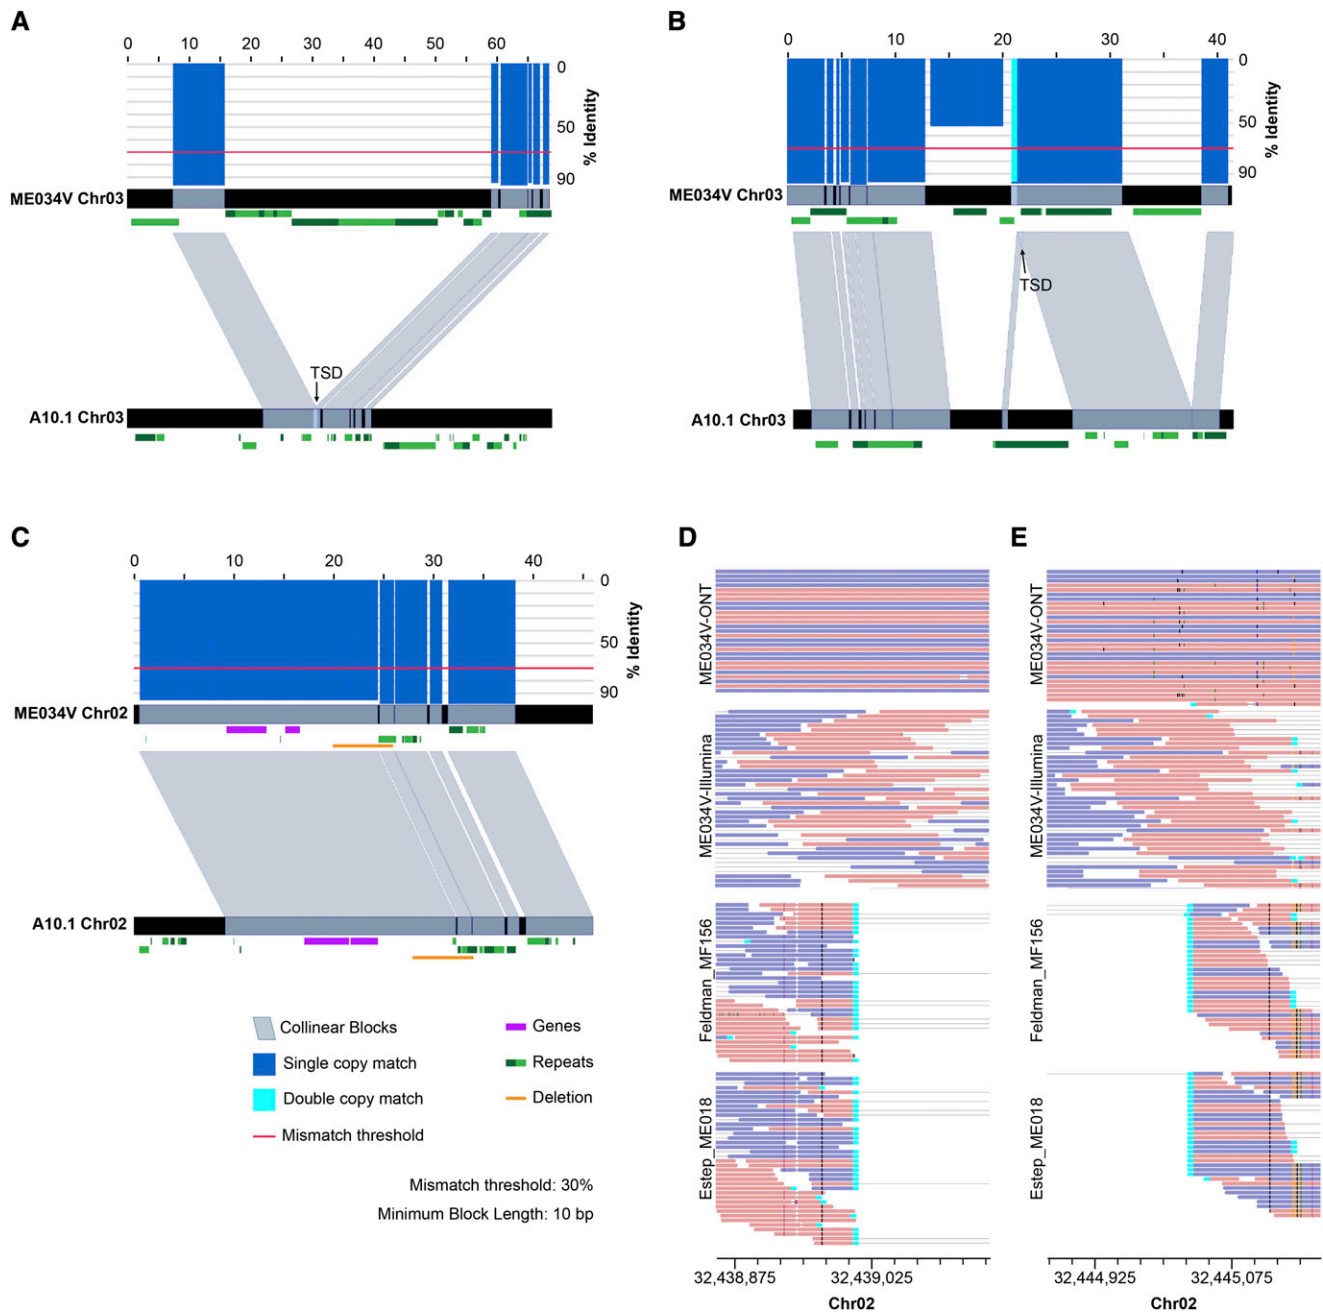 A
0 10 20 30 40 50 60
0
50
90
% Identity
ME034V Chr03
TSD
A10.1 Chr03
B
0 10 20 30 40
0
50
90
% Identity
ME034V Chr03
TSD
A10.1 Chr03
C
0 10 20 30 40
0
50
90
% Identity
ME034V Chr02
A10.1 Chr02
Collinear Blocks
Single copy match
Double copy match
Mismatch threshold
Genes
Repeats
Deletion
Mismatch threshold: 30%
Minimum Block Length: 10 bp
D
ME034V-ONT
ME034V-Illumina
Feldman_MF156
Estep_ME018
32,438,875 32,439,025
Chr02
E
ME034V-ONT
ME034V-Illumina
Feldman_MF156
Estep_ME018
32,444,925 32,445,075
Chr02